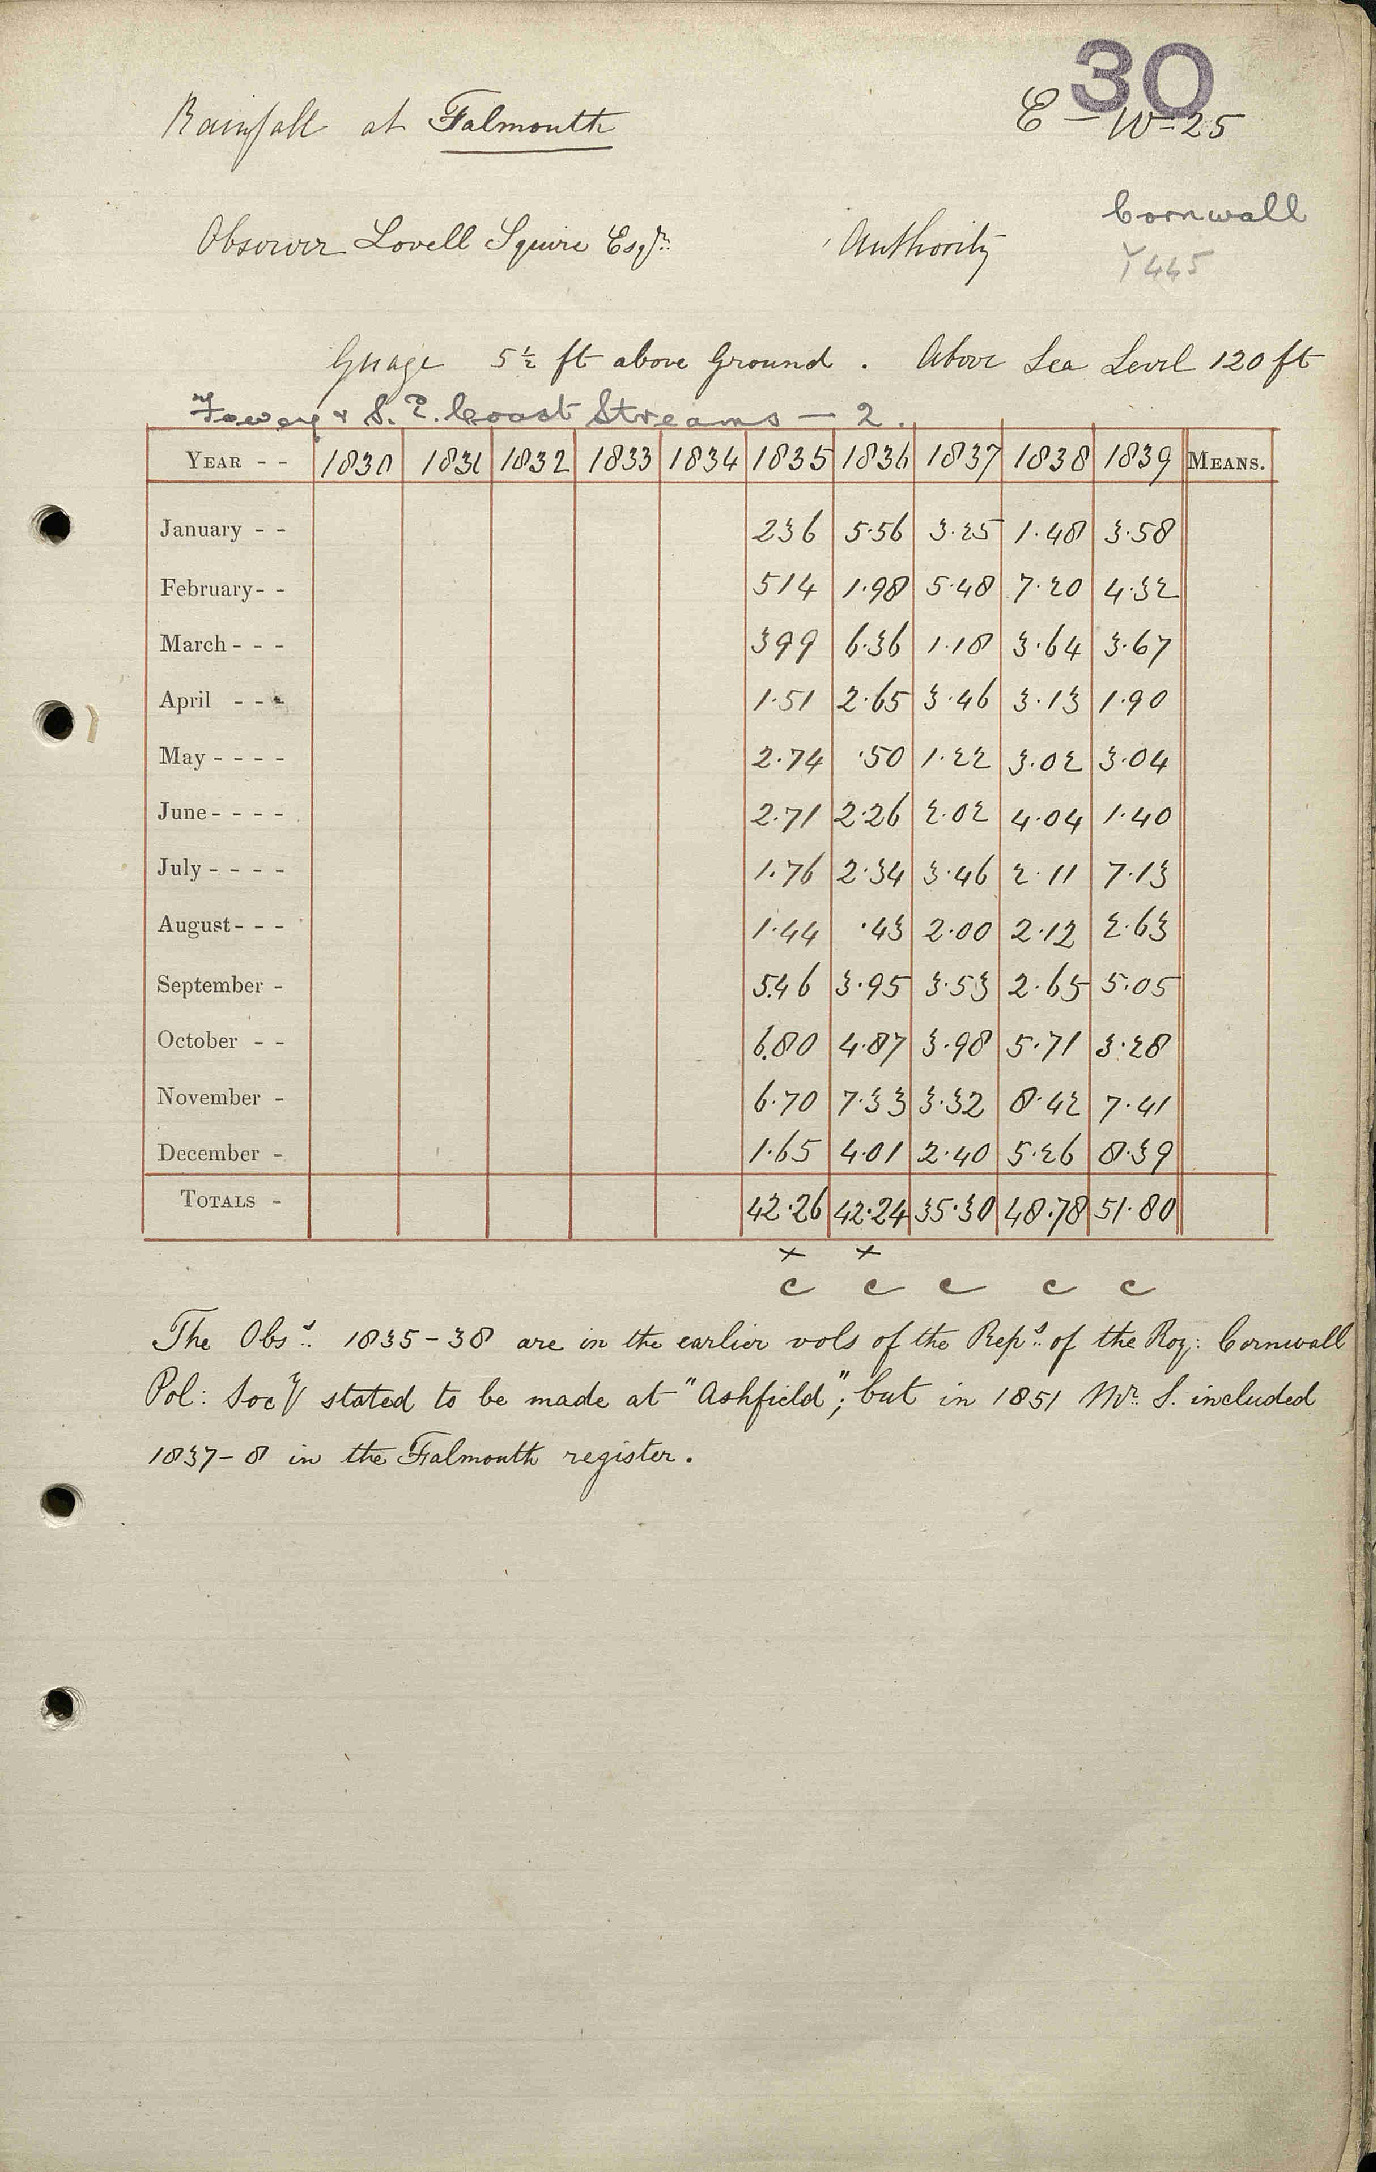 30
Rainfall at Falmouth E - W-25
Cornwall
Observer Lovell Squire Esqr. Authority
Y445
Guage 5½ ft above Ground. Above Sea Level 120 ft
Fowey & S.E. Coast Streams — 2.
YEAR - - 1830 1831 1832 1833 1834 1835 1836 1837 1838 1839 MEANS.
January - - 236 5.56 3.25 1.48 3.58
February - - 514 1.98 5.48 7.20 4.32
March - - - 399 6.36 1.18 3.64 3.67
April - - - 1.51 2.65 3.46 3.13 1.90
May - - - - 2.74 .50 1.22 3.02 3.04
June - - - - 2.71 2.26 2.02 4.04 1.40
July - - - - 1.76 2.34 3.46 2.11 7.13
August - - - 1.44 .43 2.00 2.12 2.63
September - 5.46 3.95 3.53 2.65 5.05
October - - 6.80 4.87 3.98 5.71 3.28
November - 6.70 7.33 3.32 8.42 7.41
December - 1.65 4.01 2.40 5.26 8.39
TOTALS - 42.26 42.24 35.30 48.78 51.80
x x
c c c c c
The Obss. 1835-38 are in the earlier vols of the Reps. of the Roy: Cornwall
Pol: Socy stated to be made at "Ashfield"; but in 1851 Mr. S. included
1837-8 in the Falmouth register.